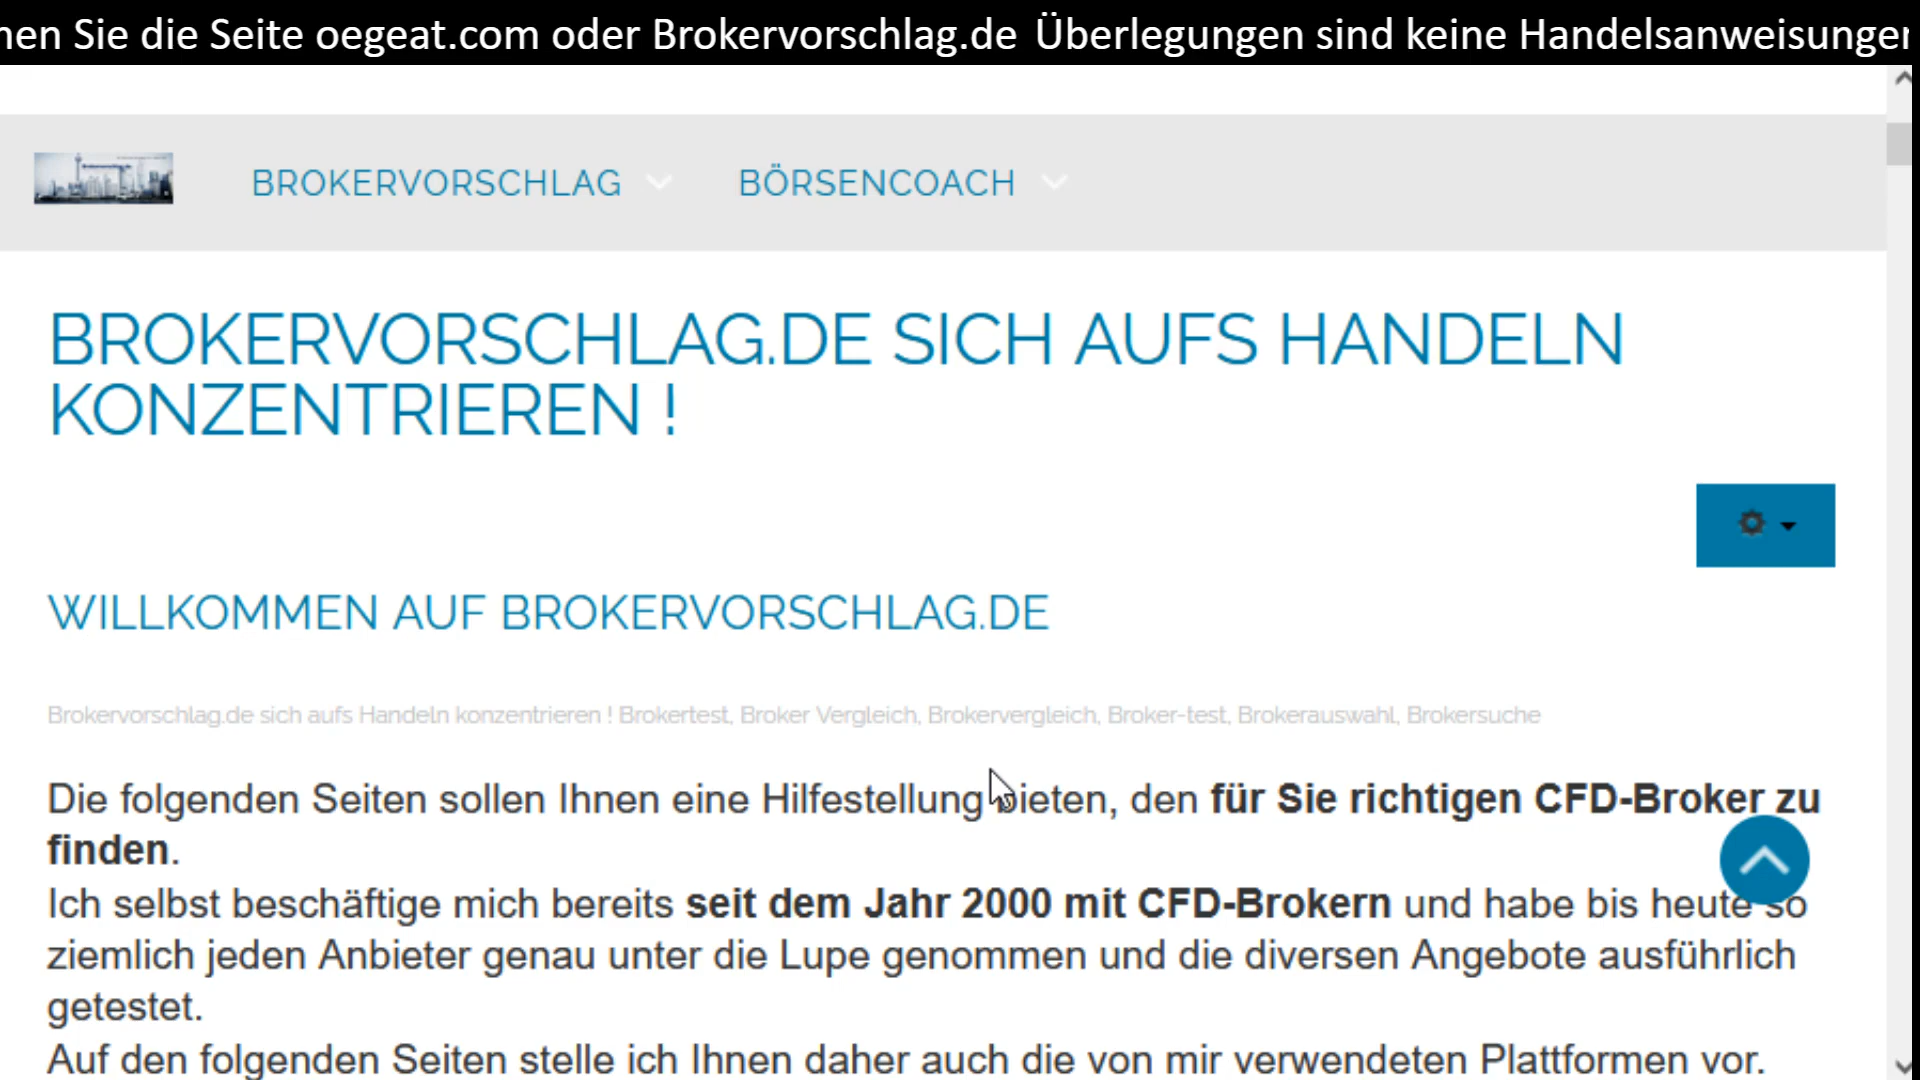 Sie die Seite oegeat.com oder Brokervorschlag.de Überlegungen sind keine
BROKERVORSCHLAG BÖRSENCOACH
BROKERVORSCHLAG.DE SICH AUFS HANDELN
KONZENTRIEREN !
WILLKOMMEN AUF BROKERVORSCHLAG.DE
Brokervorschlag.de sich aufs Handeln konzentrieren ! Brokertest, Broker Vergleich, Brokervergleich, Broker-test, Brokerauswahl, Brokersuche
Die folgenden Seiten sollen Ihnen eine Hilfestellung bieten, den für Sie richtigen CFD-Broker zu
finden.
Ich selbst beschäftige mich bereits seit dem Jahr 2000 mit CFD-Brokern und habe bis heute so
ziemlich jeden Anbieter genau unter die Lupe genommen und die diversen Angebote ausführlich
getestet.
Auf den folgenden Seiten stelle ich Ihnen daher auch die von mir verwendeten Plattformen vor.